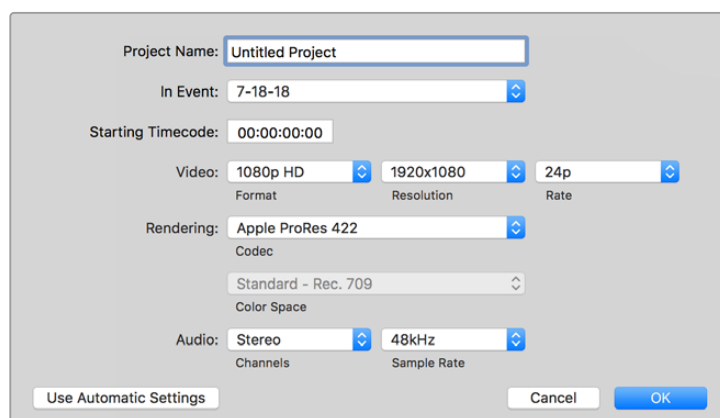 Project Name: Untitled Project
In Event: 7-18-18
Starting Timecode: 00:00:00:00
Video: 1080p HD 1920x1080 24p
Format Resolution Rate
Rendering: Apple ProRes 422
Codec
Standard - Rec. 709
Color Space
Audio: Stereo 48kHz
Channels Sample Rate
Use Automatic Settings Cancel OK